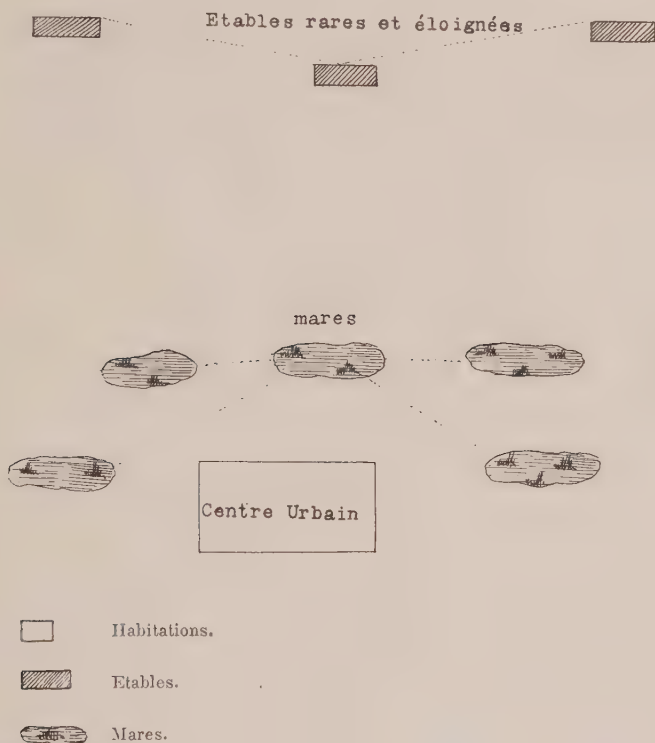 Etables rares et éloignées
mares
Centre Urbain
Habitations.
Etables.
Mares.